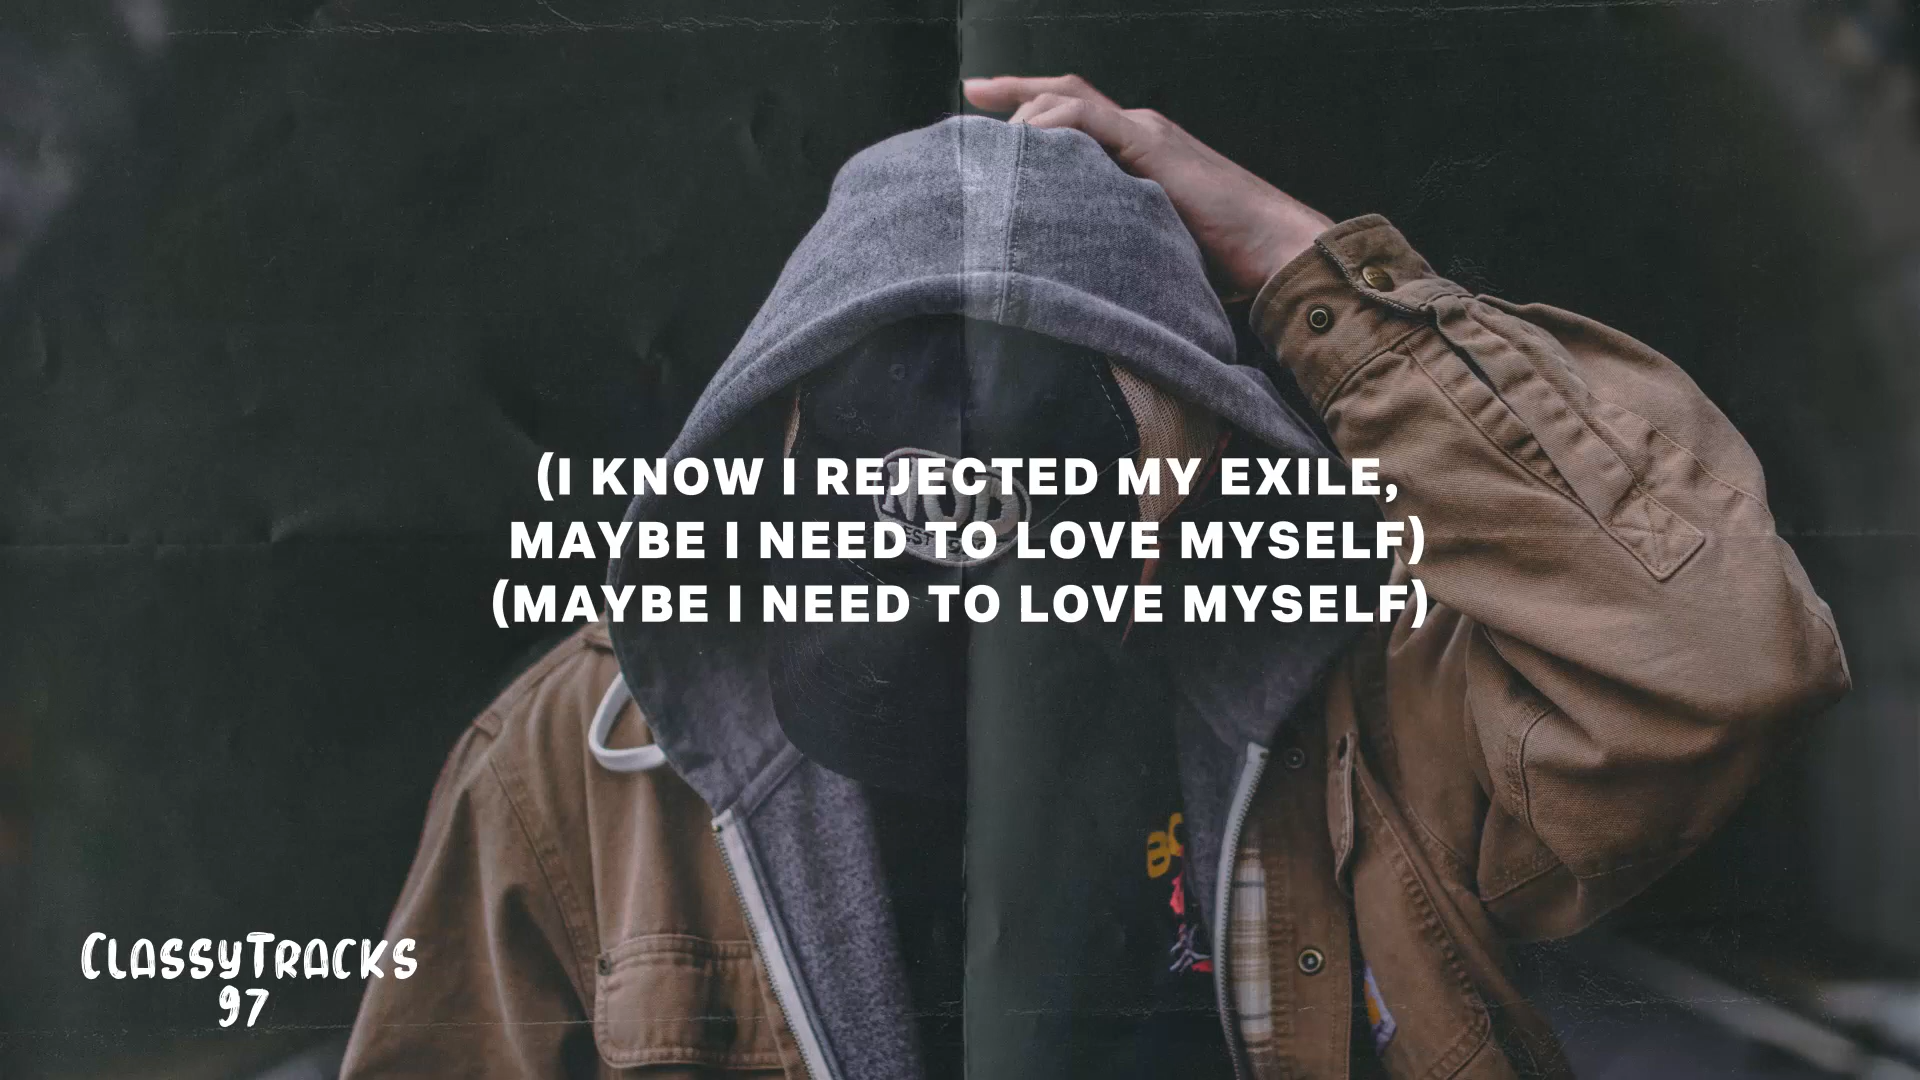 (I KNOW I REJECTED MY EXILE,
MAYBE I NEED TO LOVE MYSELF)
(MAYBE I NEED TO LOVE MYSELF)
CLASSYTRACKS
97